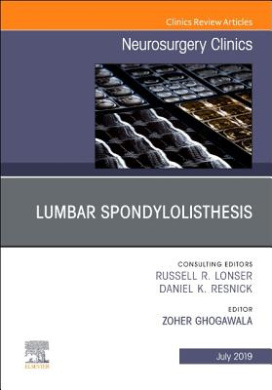 Clinics Review Articles
Neurosurgery Clinics
LUMBAR SPONDYLOLISTHESIS
CONSULTING EDITORS
RUSSELL R. LONSER
DANIEL K. RESNICK
EDITOR
ZOHER GHOGAWALA
ELSEVIER
July 2019